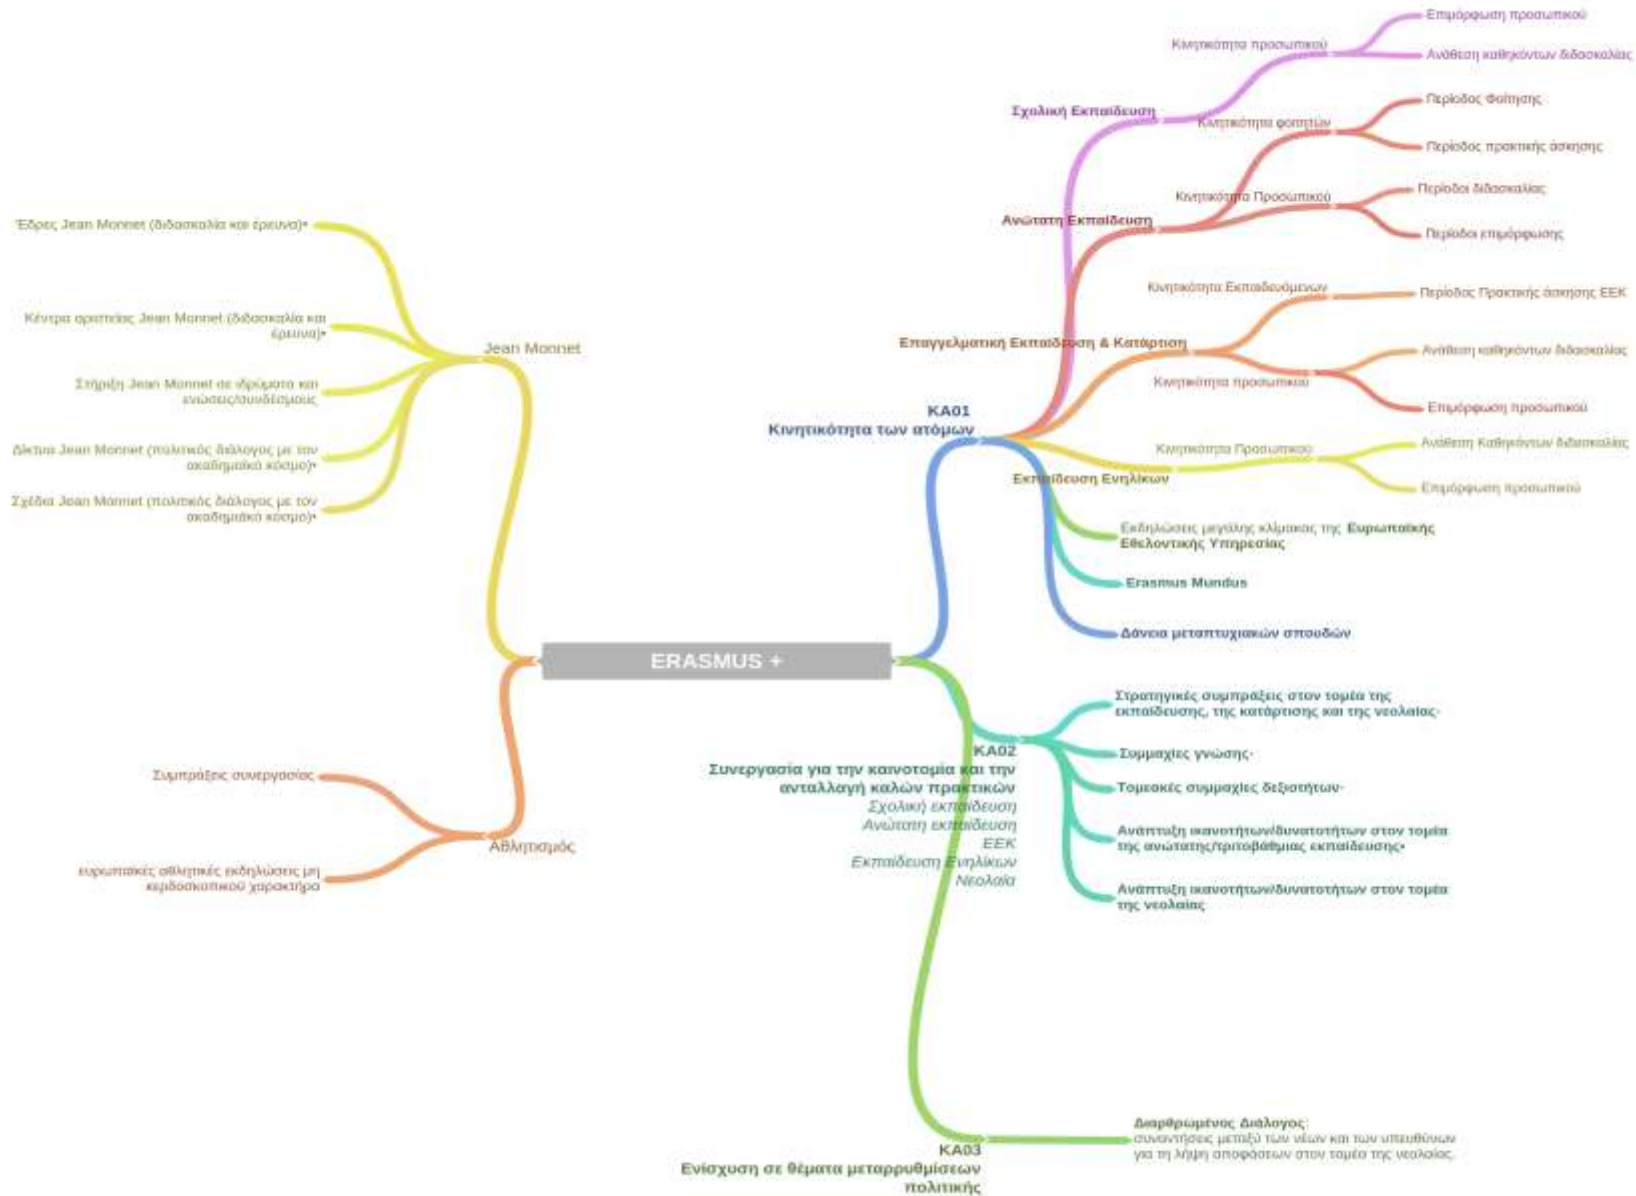 Επιμόρφωση προσωπικού
Κινητικότητα προσωπικού
Ανάθεση καθηκόντων διδασκαλίας
Σχολική Εκπαίδευση
Περίοδος Φοίτησης
Κινητικότητα φοιτητών
Περίοδος πρακτικής άσκησης
Περίοδοι διδασκαλίας
Κινητικότητα Προσωπικού
Ανώτατη Εκπαίδευση
Περίοδοι επιμόρφωσης
Κινητικότητα Εκπαιδευόμενων
Περίοδος Πρακτικής άσκησης ΕΕΚ
Επαγγελματική Εκπαίδευση & Κατάρτιση
Ανάθεση καθηκόντων διδασκαλίας
Κινητικότητα προσωπικού
Επιμόρφωση προσωπικού
ΚΑ01
Κινητικότητα των ατόμων
Κινητικότητα Προσωπικού
Ανάθεση Καθηκόντων διδασκαλίας
Εκπαίδευση Ενηλίκων
Επιμόρφωση προσωπικού
Εκδηλώσεις μεγάλης κλίμακας της Ευρωπαϊκής
Εθελοντικής Υπηρεσίας
Erasmus Mundus
Δάνεια μεταπτυχιακών σπουδών
Έδρες Jean Monnet (διδασκαλία και έρευνα)•
Κέντρα αριστείας Jean Monnet (διδασκαλία και
έρευνα)•
Jean Monnet
Στήριξη Jean Monnet σε ιδρύματα και
ενώσεις/συνδέσμους
Δίκτυα Jean Monnet (πολιτικός διάλογος με τον
ακαδημαϊκό κόσμο)•
Σχέδια Jean Monnet (πολιτικός διάλογος με τον
ακαδημαϊκό κόσμο)•
ERASMUS +
Στρατηγικές συμπράξεις στον τομέα της
εκπαίδευσης, της κατάρτισης και της νεολαίας·
ΚΑ02
Συνεργασία για την καινοτομία και την
ανταλλαγή καλών πρακτικών
Σχολική εκπαίδευση
Ανώτατη εκπαίδευση
ΕΕΚ
Εκπαίδευση Ενηλίκων
Νεολαία
Συμμαχίες γνώσης·
Τομεακές συμμαχίες δεξιοτήτων·
Ανάπτυξη ικανοτήτων/δυνατοτήτων στον τομέα
της ανώτατης/τριτοβάθμιας εκπαίδευσης•
Ανάπτυξη ικανοτήτων/δυνατοτήτων στον τομέα
της νεολαίας
Συμπράξεις συνεργασίας
Αθλητισμός
ευρωπαϊκές αθλητικές εκδηλώσεις μη
κερδοσκοπικού χαρακτήρα
ΚΑ03
Ενίσχυση σε θέματα μεταρρυθμίσεων
πολιτικής
Διαρθρωμένος Διάλογος:
συναντήσεις μεταξύ των νέων και των υπευθύνων
για τη λήψη αποφάσεων στον τομέα της νεολαίας.